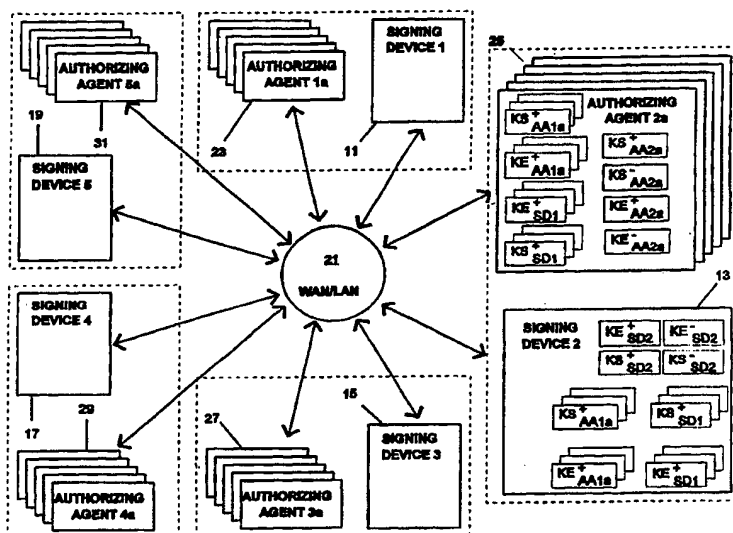 AUTHORIZING
AGENT 5a
19
31
SIGNING
DEVICE 5
AUTHORIZING
AGENT 1a
23
SIGNING
DEVICE 1
11
25
AUTHORIZING
AGENT 2a
KS+AA1a
KE+AA1a
KE+SD1
KS+SD1
KS+AA2a
KS-AA2a
KE+AA2a
KE-AA2a
21
WAN/LAN
13
SIGNING
DEVICE 2
KE+SD2
KE-SD2
KS+SD2
KS-SD2
KS+AA1a
KS+SD1
KE+AA1a
KE+SD1
SIGNING
DEVICE 4
17
29
AUTHORIZING
AGENT 4a
27
AUTHORIZING
AGENT 3a
15
SIGNING
DEVICE 3